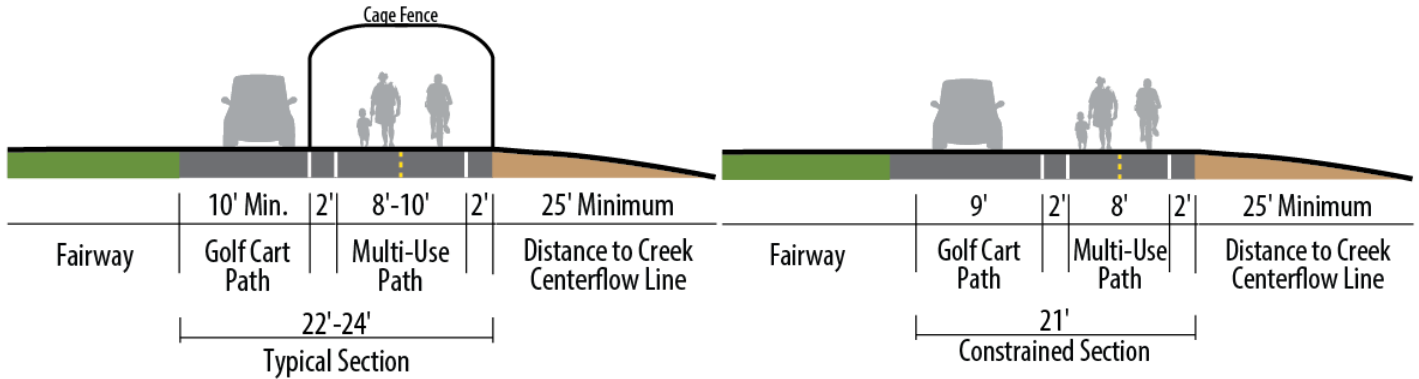 Cage Fence
10' Min. 2' 8'-10' 2' 25' Minimum
Fairway Golf Cart Path Multi-Use Path Distance to Creek Centerflow Line
22'-24'
Typical Section
9' 2' 8' 2' 25' Minimum
Fairway Golf Cart Path Multi-Use Path Distance to Creek Centerflow Line
21'
Constrained Section